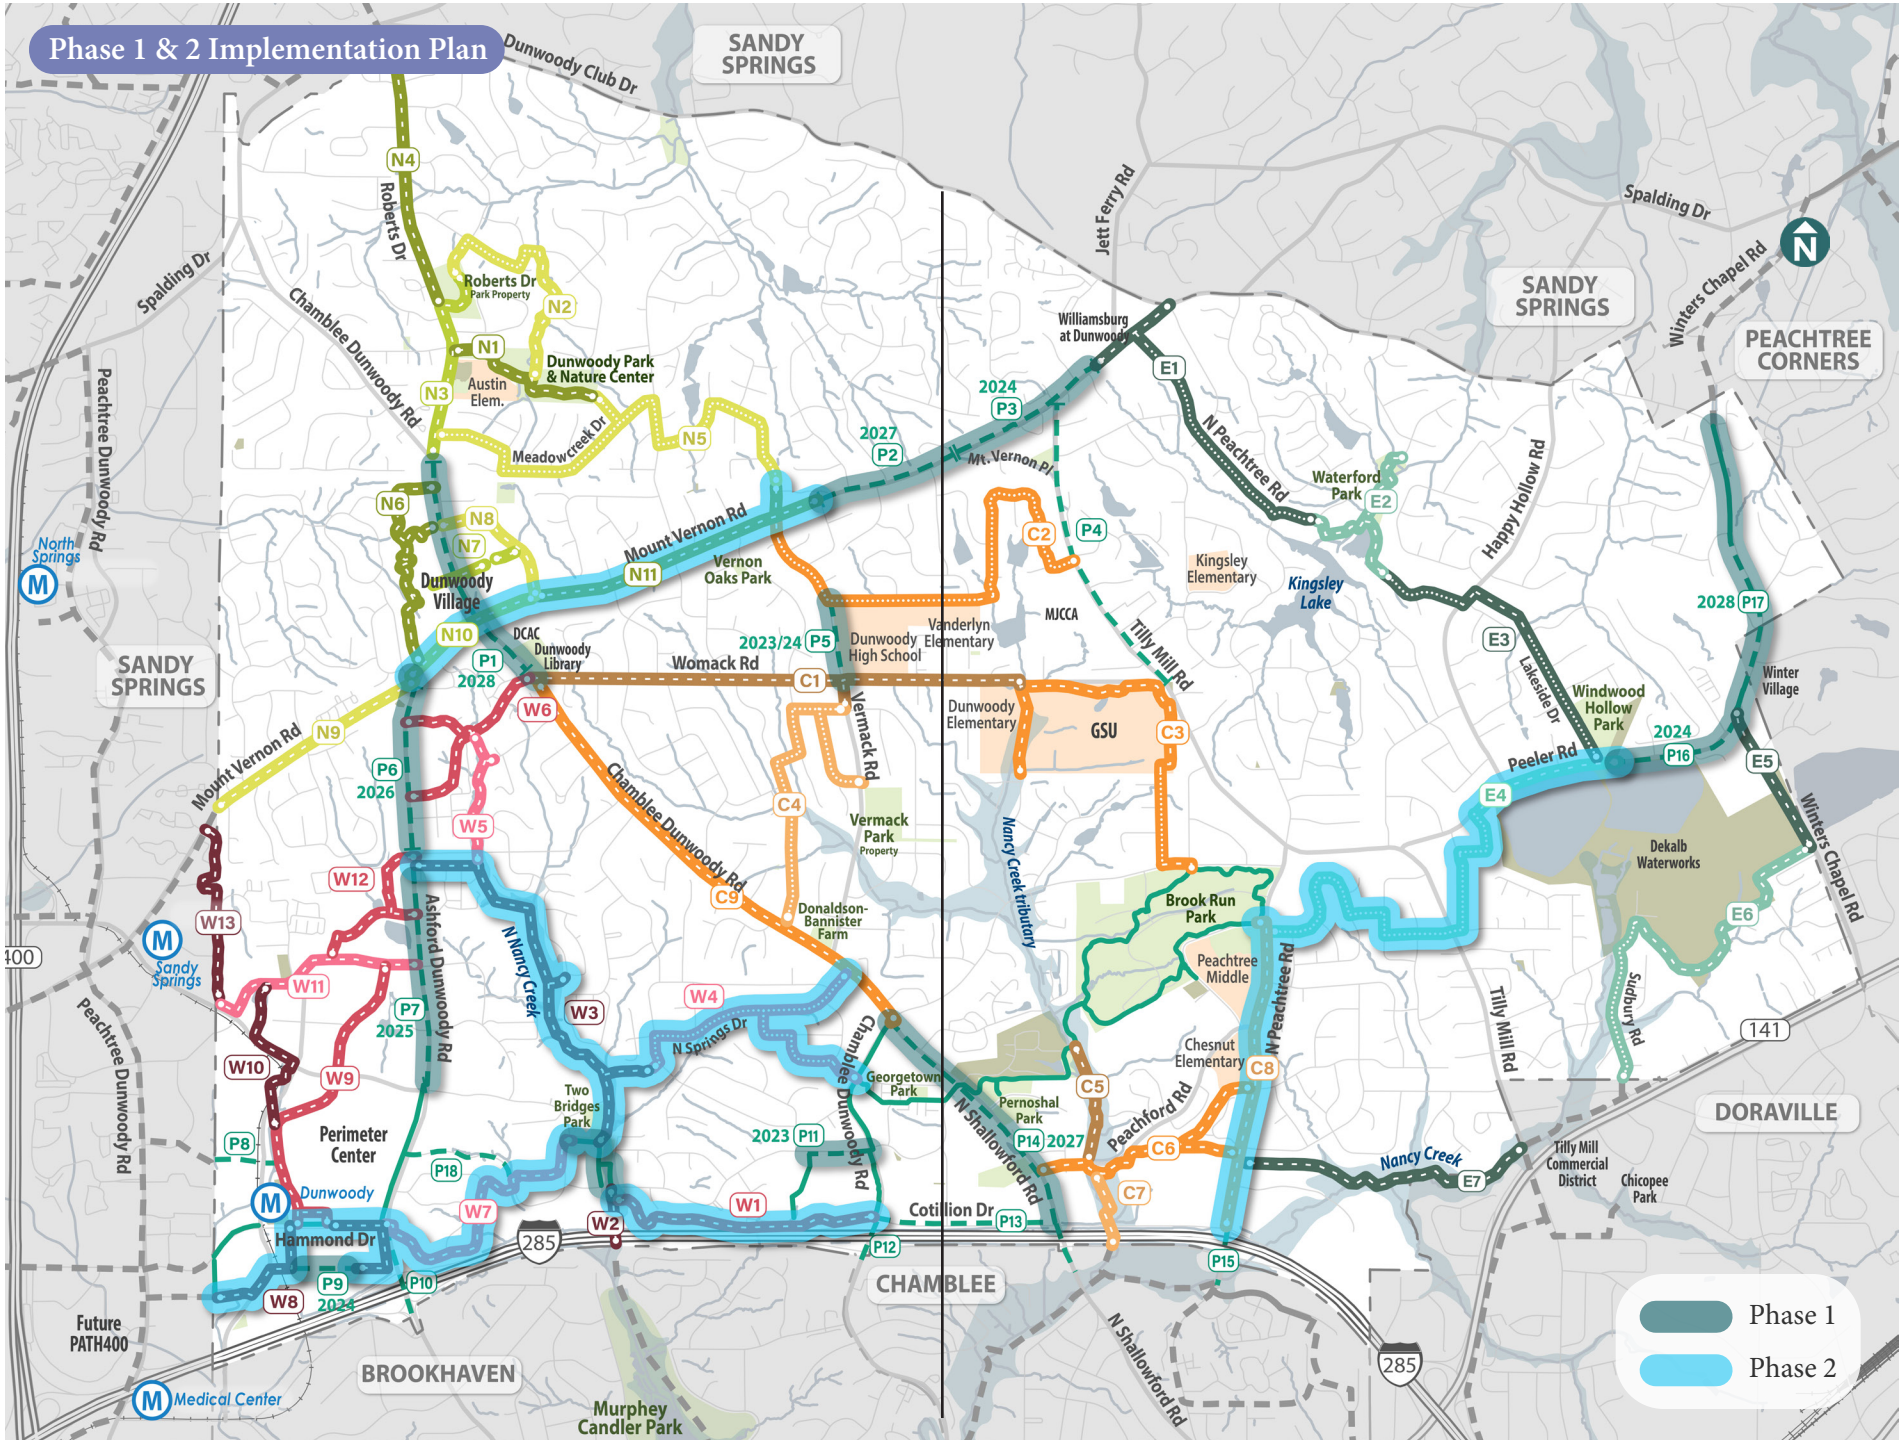 Phase 1 & 2 Implementation Plan
Dunwoody Club Dr
SANDY
SPRINGS
N4
Roberts Dr
Jett Ferry Rd
Spalding Dr
N
Winters Chapel Rd
Spalding Dr
Roberts Dr
Park Property
N2
SANDY
SPRINGS
PEACHTREE
CORNERS
Chamblee Dunwoody Rd
Williamsburg
at Dunwoody
N1
Dunwoody Park
& Nature Center
E1
Peachtree Dunwoody Rd
N3
Austin
Elem.
2024
P3
Meadowcreek Dr
N5
2027
P2
Mt. Vernon Pl
N Peachtree Rd
Happy Hollow Rd
Waterford
Park
E2
N6
N8
N7
Mount Vernon Rd
C2
P4
North
Springs
M
Dunwoody
Village
N11
Vernon
Oaks Park
Kingsley
Elementary
Kingsley
Lake
2028
P17
N10
DCAC
Dunwoody
Library
2023/24
P5
Dunwoody
High School
Vanderlyn
Elementary
MJCCA
Tilly Mill Rd
E3
Lakeside Dr
SANDY
SPRINGS
P1
2028
Womack Rd
C1
Winter
Village
Windwood
Hollow
Park
W6
Vermack Rd
Dunwoody
Elementary
GSU
C3
N9
Mount Vernon Rd
2024
P16
Peeler Rd
E5
P6
2026
Chamblee Dunwoody Rd
E4
C4
W5
Vermack
Park
Property
Nancy Creek tributary
Dekalb
Waterworks
Winters Chapel Rd
W12
C9
Brook Run
Park
W13
Ashford Dunwoody Rd
Donaldson-
Bannister
Farm
E6
400
M
Sandy
Springs
N Nancy Creek
Peachtree
Middle
N Peachtree Rd
W11
W4
Sudbury Rd
Tilly Mill Rd
P7
2025
W3
N Springs Dr
141
Peachtree Dunwoody Rd
Chamblee Dunwoody Rd
Chesnut
Elementary
W10
W9
C8
Two
Bridges
Park
Georgetown
Park
C5
Pernoshal
Park
Peachford Rd
DORAVILLE
N Shallowford Rd
P8
Perimeter
Center
2023
P11
P14
2027
C6
P18
Nancy Creek
E7
Tilly Mill
Commercial
District
Chicopee
Park
M
Dunwoody
W7
W1
C7
W2
Cotillion Dr
P13
Hammond Dr
285
P12
P15
P9
2024
P10
CHAMBLEE
W8
Future
PATH400
Phase 1
N Shallowford Rd
285
Phase 2
BROOKHAVEN
M
Medical Center
Murphey
Candler Park